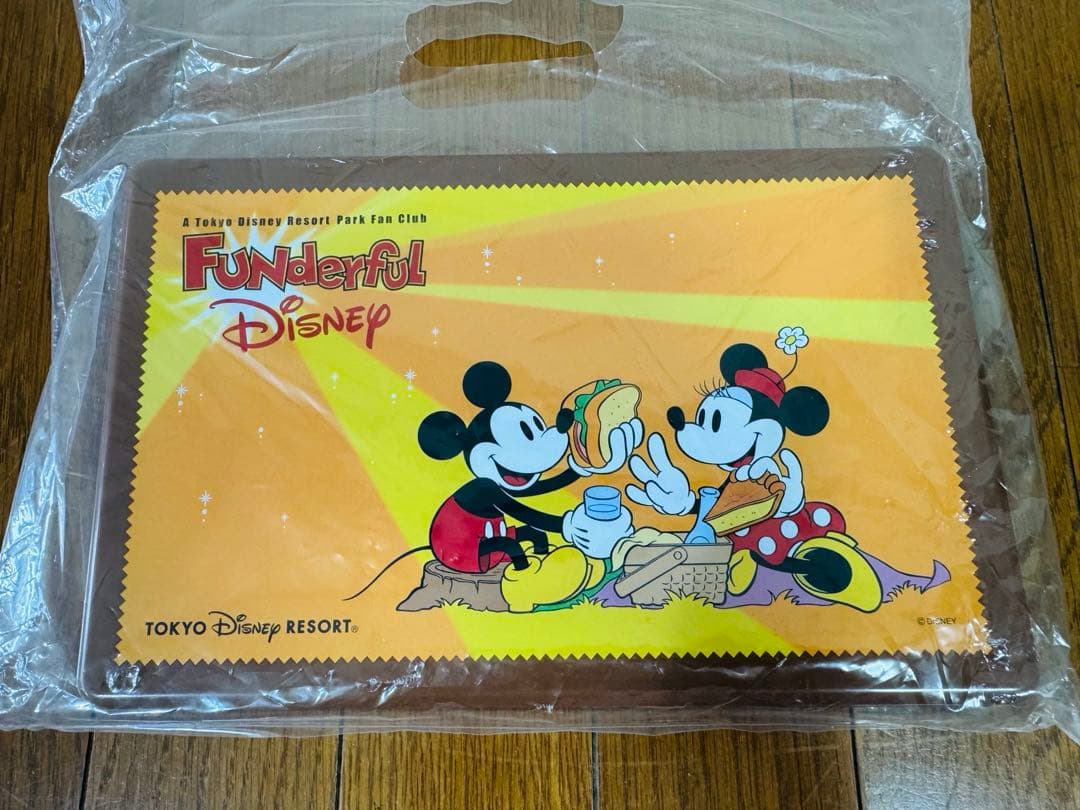 A Tokyo Disney Resort Park Fan Club
FUNderful
Disney
TOKYO Disney RESORT®
© DISNEY